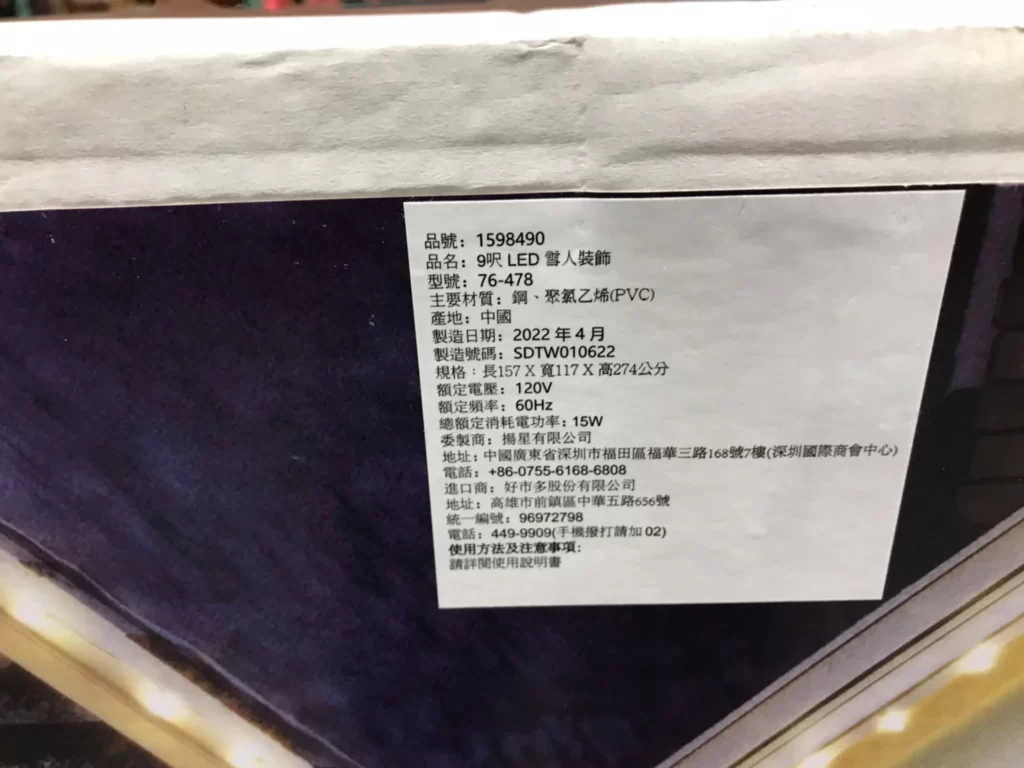 品號：1598490
品名：9呎 LED 雪人裝飾
型號：76-478
主要材質：鋼、聚氯乙烯(PVC)
產地：中國
製造日期：2022 年 4 月
製造號碼：SDTW010622
規格：長157 X 寬117 X 高274公分
額定電壓：120V
額定頻率：60Hz
總額定消耗電功率：15W
委製商：揚星有限公司
地址：中國廣東省深圳市福田區福華三路168號7樓(深圳國際商會中心)
電話：+86-0755-6168-6808
進口商：好市多股份有限公司
地址：高雄市前鎮區中華五路656號
統一編號：96972798
電話：449-9909(手機撥打請加 02)
使用方法及注意事項:
請詳閱使用說明書